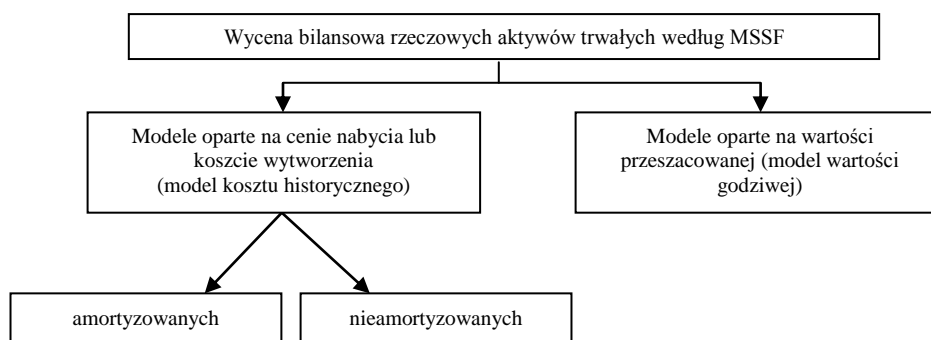 Wycena bilansowa rzeczowych aktywów trwałych według MSSF
Modele oparte na cenie nabycia lub
koszcie wytworzenia
(model kosztu historycznego)
Modele oparte na wartości
przeszacowanej (model wartości
godziwej)
amortyzowanych
nieamortyzowanych